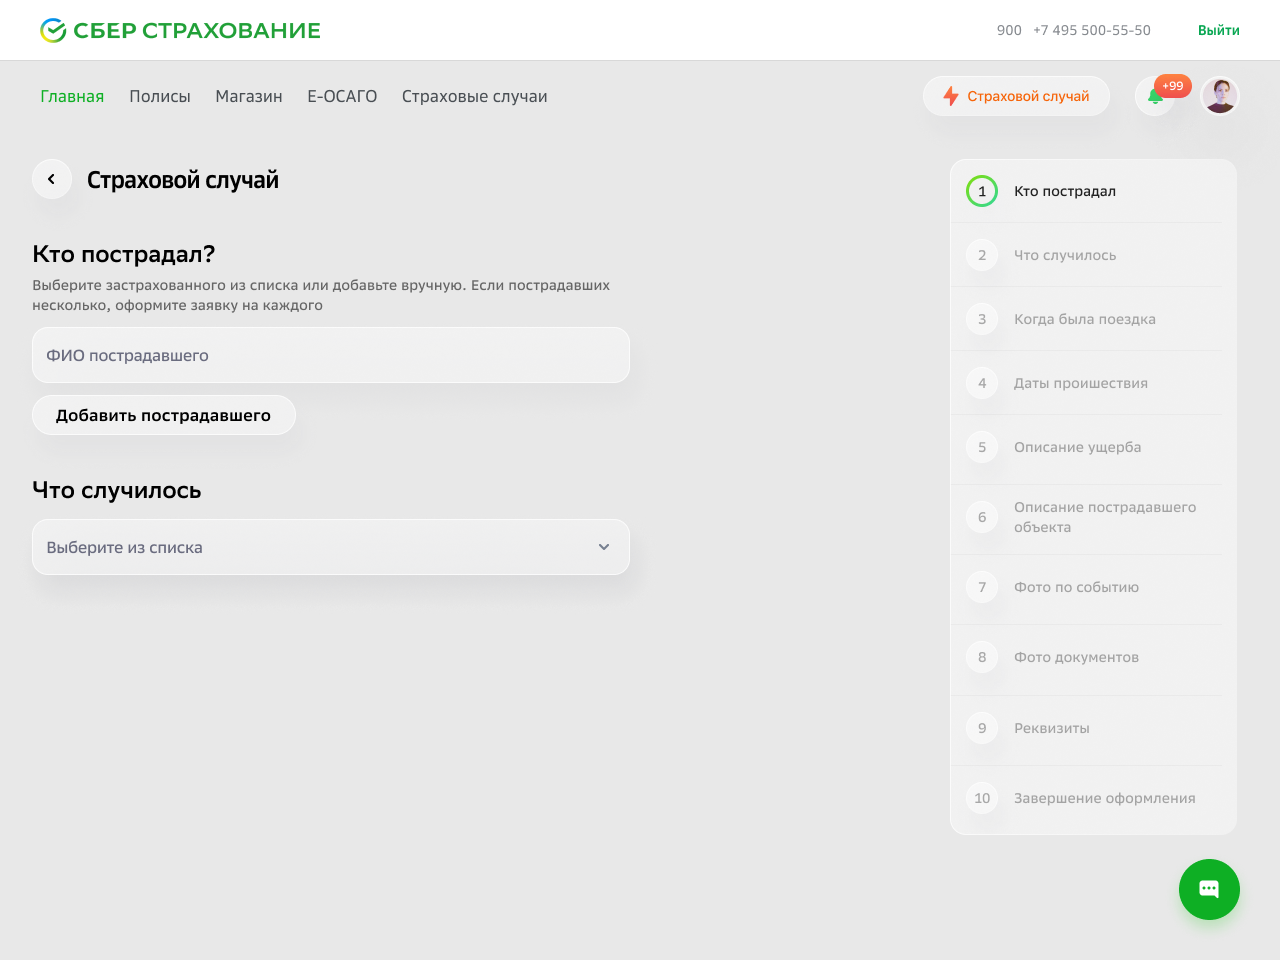 СБЕР СТРАХОВАНИЕ
900 +7 495 500-55-50 Выйти
Главная Полисы Магазин Е-ОСАГО Страховые случаи
Страховой случай
+99
Страховой случай
Кто пострадал?
Выберите застрахованного из списка или добавьте вручную. Если пострадавших
несколько, оформите заявку на каждого
ФИО пострадавшего
Добавить пострадавшего
Что случилось
Выберите из списка
1 Кто пострадал
2 Что случилось
3 Когда была поездка
4 Даты проишествия
5 Описание ущерба
6 Описание пострадавшего
объекта
7 Фото по событию
8 Фото документов
9 Реквизиты
10 Завершение оформления